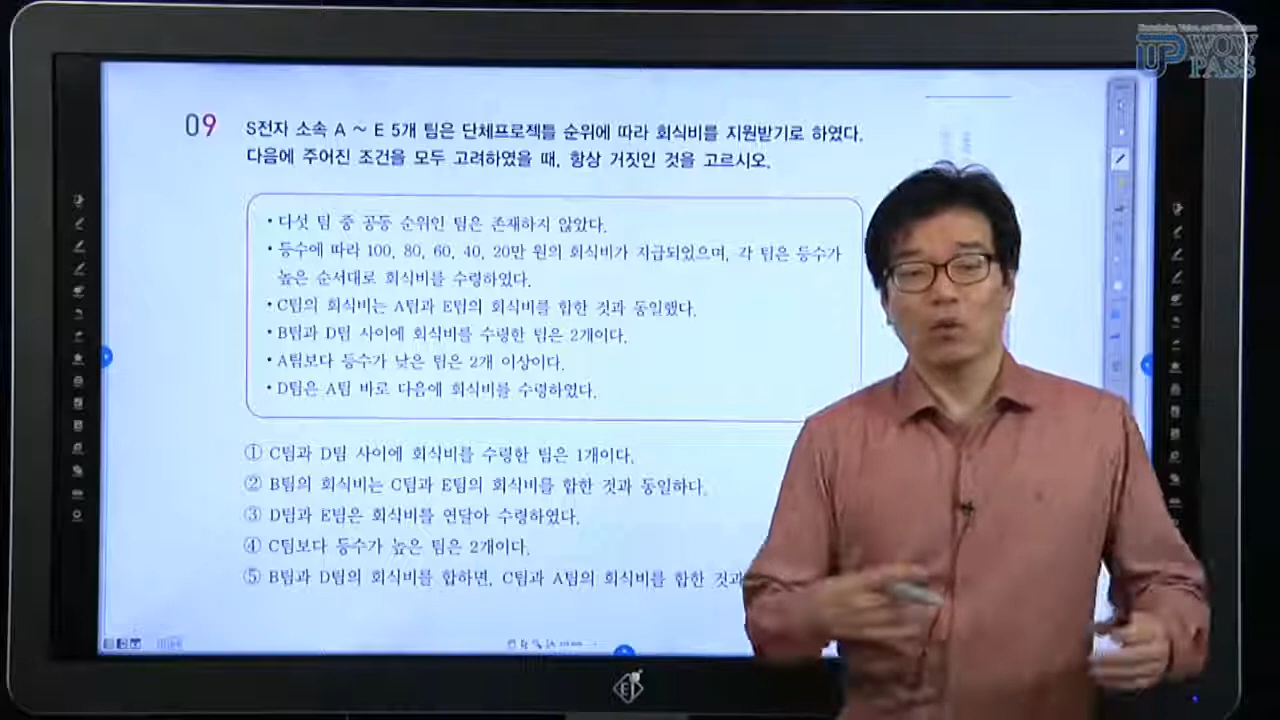 UP WOW
PASS
09
S전자 소속 A ~ E 5개 팀은 단체프로젝틀 순위에 따라 회식비를 지원받기로 하였다.
다음에 주어진 조건을 모두 고려하였을 때, 항상 거짓인 것을 고르시오.
• 다섯 팀 중 공동 순위인 팀은 존재하지 않았다.
• 등수에 따라 100, 80, 60, 40, 20만 원의 회식비가 지급되었으며, 각 팀은 등수가
높은 순서대로 회식비를 수령하였다.
• C팀의 회식비는 A팀과 E팀의 회식비를 합한 것과 동일했다.
• B팀과 D팀 사이에 회식비를 수령한 팀은 2개이다.
• A팀보다 등수가 낮은 팀은 2개 이상이다.
• D팀은 A팀 바로 다음에 회식비를 수령하였다.
① C팀과 D팀 사이에 회식비를 수령한 팀은 1개이다.
② B팀의 회식비는 C팀과 E팀의 회식비를 합한 것과 동일하다.
③ D팀과 E팀은 회식비를 연달아 수령하였다.
④ C팀보다 등수가 높은 팀은 2개이다.
⑤ B팀과 D팀의 회식비를 합하면, C팀과 A팀의 회식비를 합한 것과